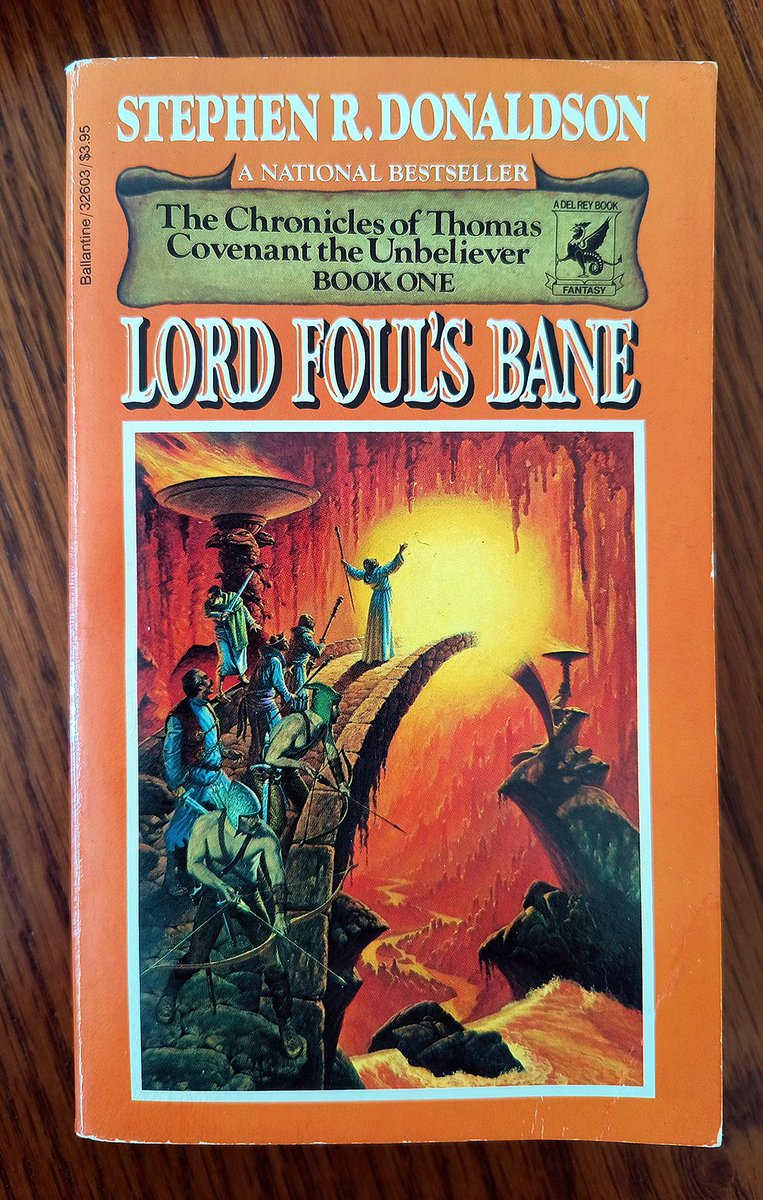 Ballantine/32603/$3.95
STEPHEN R. DONALDSON
A NATIONAL BESTSELLER
The Chronicles of Thomas
Covenant the Unbeliever
BOOK ONE
A DEL REY BOOK
FANTASY
LORD FOUL'S BANE